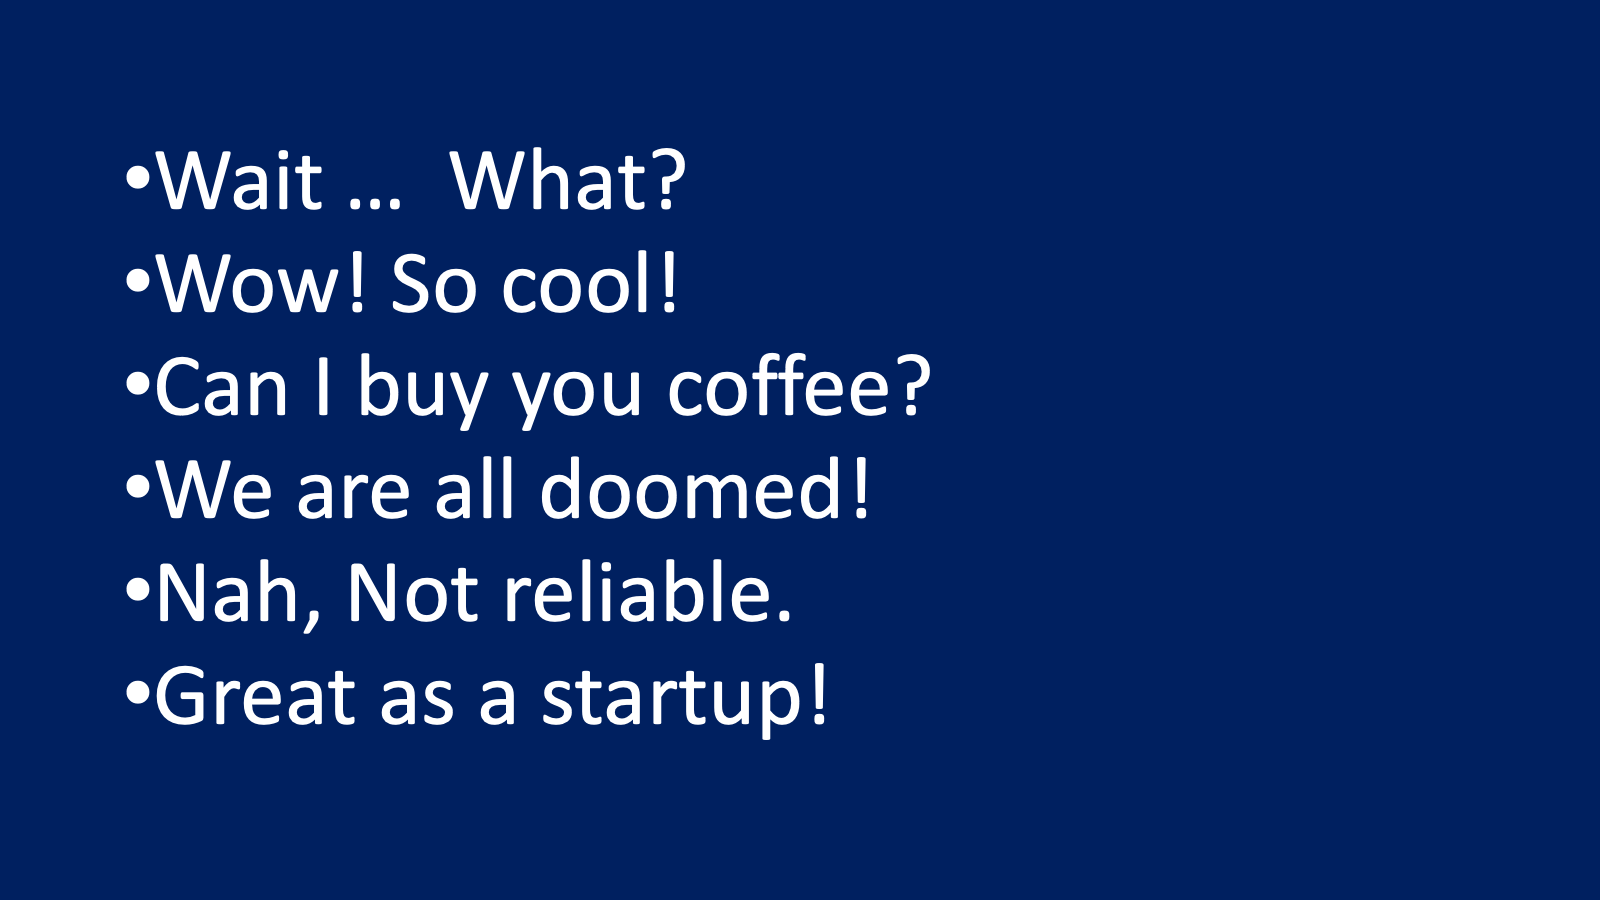 •Wait ...  What?
•Wow! So cool!
•Can I buy you coffee?
•We are all doomed!
•Nah, Not reliable.
•Great as a startup!